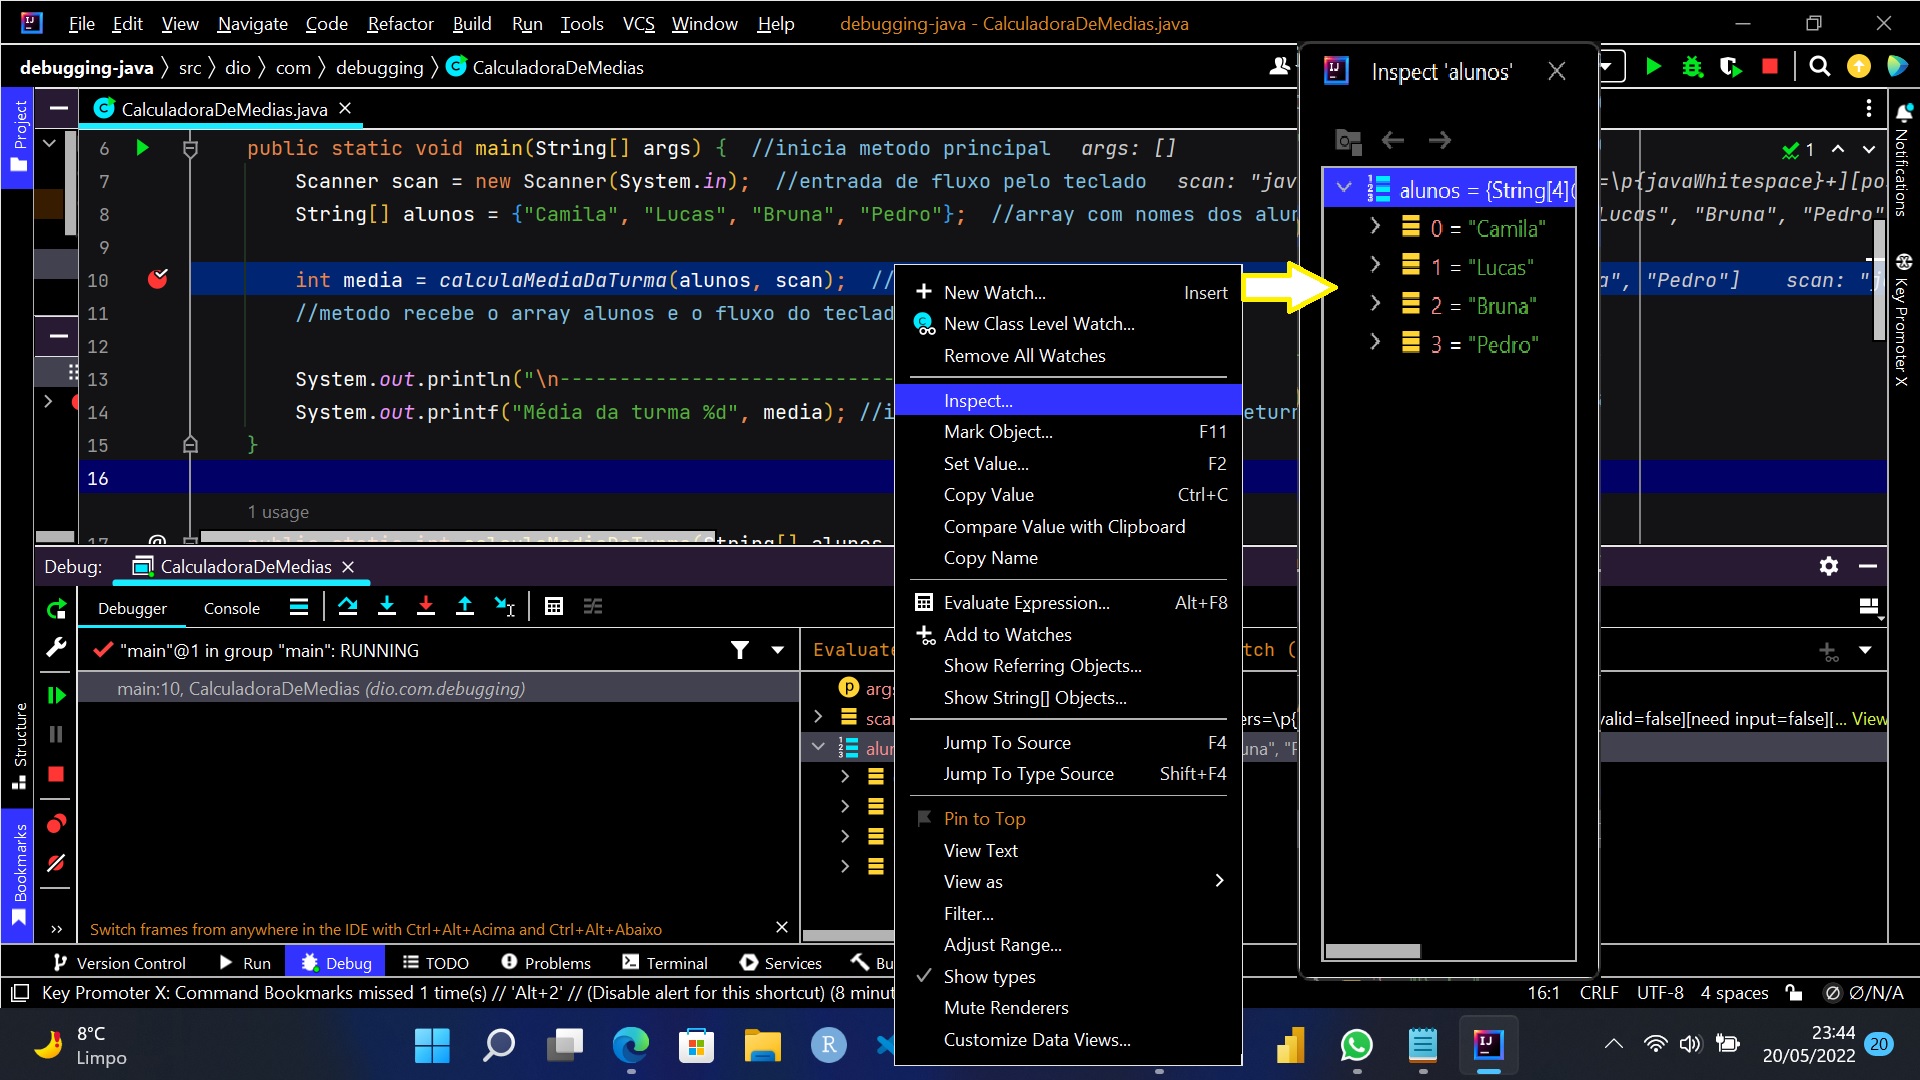 File Edit View Navigate Code Refactor Build Run Tools VCS Window Help debugging-java - CalculadoraDeMedias.java
debugging-java src dio com debugging CalculadoraDeMedias
CalculadoraDeMedias.java
Project
Structure
Bookmarks
Notifications
Key Promoter X
1
6 public static void main(String[] args) { //inicia metodo principal args: []
7 Scanner scan = new Scanner(System.in); //entrada de fluxo pelo teclado scan: "jav =\p{javaWhitespace}+][po
8 String[] alunos = {"Camila", "Lucas", "Bruna", "Pedro"}; //array com nomes dos alun Lucas", "Bruna", "Pedro"
9
10 int media = calculaMediaDaTurma(alunos, scan); // a", "Pedro"] scan: "j
11 //metodo recebe o array alunos e o fluxo do teclad
12
13 System.out.println("\n----------------------------
14 System.out.printf("Média da turma %d", media); //i eturn
15 }
16
1 usage
17 public static int calculaMediaDaTurma(String[] alunos
Inspect 'alunos'
alunos = {String[4](
0 = "Camila"
1 = "Lucas"
2 = "Bruna"
3 = "Pedro"
New Watch... Insert
New Class Level Watch...
Remove All Watches
Inspect...
Mark Object... F11
Set Value... F2
Copy Value Ctrl+C
Compare Value with Clipboard
Copy Name
Evaluate Expression... Alt+F8
Add to Watches
Show Referring Objects...
Show String[] Objects...
Jump To Source F4
Jump To Type Source Shift+F4
Pin to Top
View Text
View as
Filter...
Adjust Range...
Show types
Mute Renderers
Customize Data Views...
Debug: CalculadoraDeMedias
Debugger Console
"main"@1 in group "main": RUNNING
main:10, CalculadoraDeMedias (dio.com.debugging)
Evaluat tch (
args
scan ers=\p{ valid=false][need input=false][... View
alun una", "P
Switch frames from anywhere in the IDE with Ctrl+Alt+Acima and Ctrl+Alt+Abaixo
Version Control Run Debug TODO Problems Terminal Services Bu
Key Promoter X: Command Bookmarks missed 1 time(s) // 'Alt+2' // (Disable alert for this shortcut) (8 minut 16:1 CRLF UTF-8 4 spaces Ø/N/A
8°C
Limpo
R
23:44
20/05/2022
20